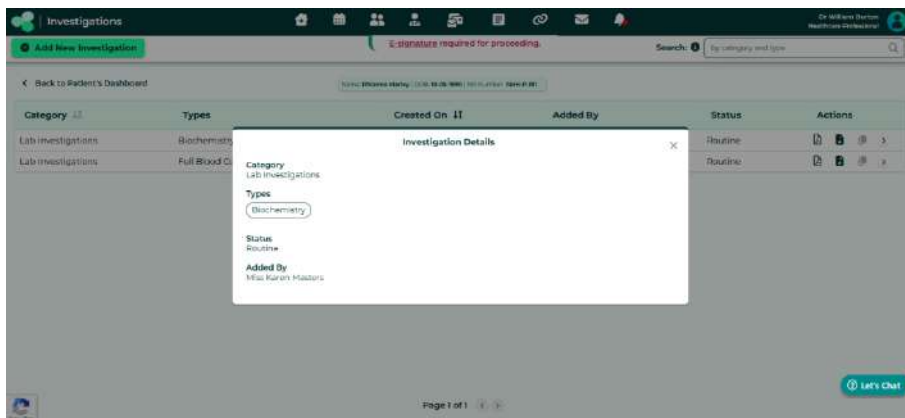 Investigations
Dr William Burton
Healthcare Professional
Add New Investigation
E-signature required for proceeding.
Search:
By category and type
Back to Patient's Dashboard
Category
Types
Created On
Added By
Status
Actions
Lab Investigations
Biochemistry
Routine
Lab Investigations
Full Blood C
Routine
Investigation Details
Category
Lab Investigations
Types
Biochemistry
Status
Routine
Added By
Miss Karen Masters
Let's Chat
Page 1 of 1